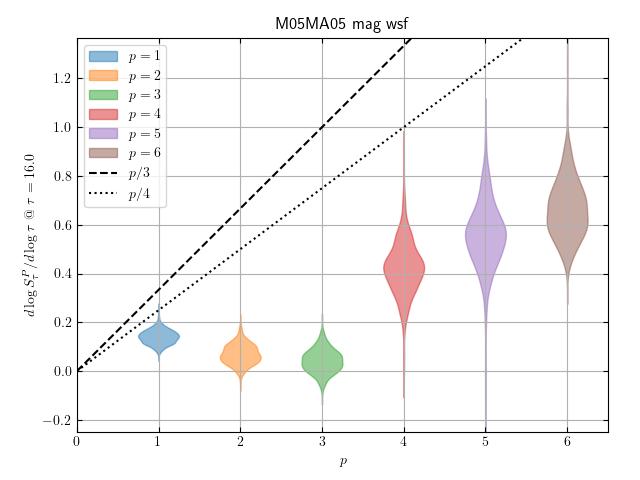 M05MA05 mag wsf
d log S_τ^P / d log τ @ τ = 16.0
1.2
1.0
0.8
0.6
0.4
0.2
0.0
−0.2
p = 1
p = 2
p = 3
p = 4
p = 5
p = 6
p/3
p/4
0 1 2 3 4 5 6
p